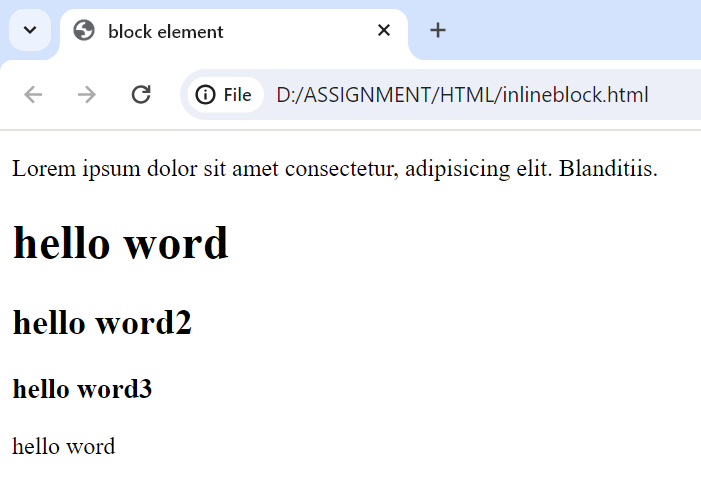 block element
File D:/ASSIGNMENT/HTML/inlineblock.html
Lorem ipsum dolor sit amet consectetur, adipisicing elit. Blanditiis.
hello word
hello word2
hello word3
hello word